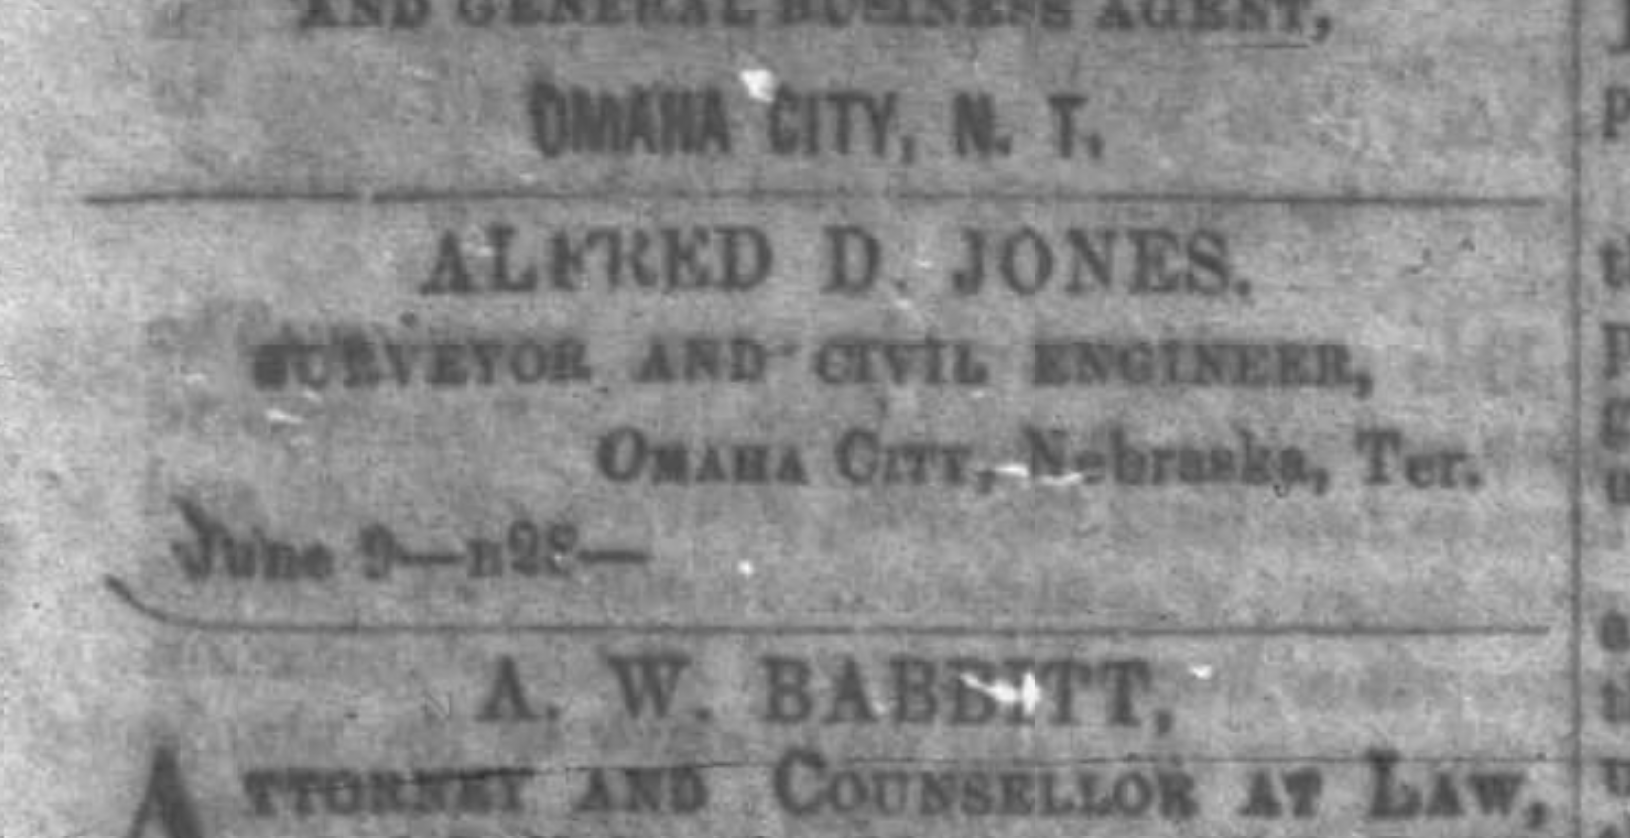 AND GENERAL BUSINESS AGENT,
OMAHA CITY, N. T.
ALFRED D. JONES.
SURVEYOR AND CIVIL ENGINEER,
OMAHA CITY, Nebraska, Ter.
June 9—n28—
A. W. BABBITT,
ATTORNEY AND COUNSELLOR AT LAW,